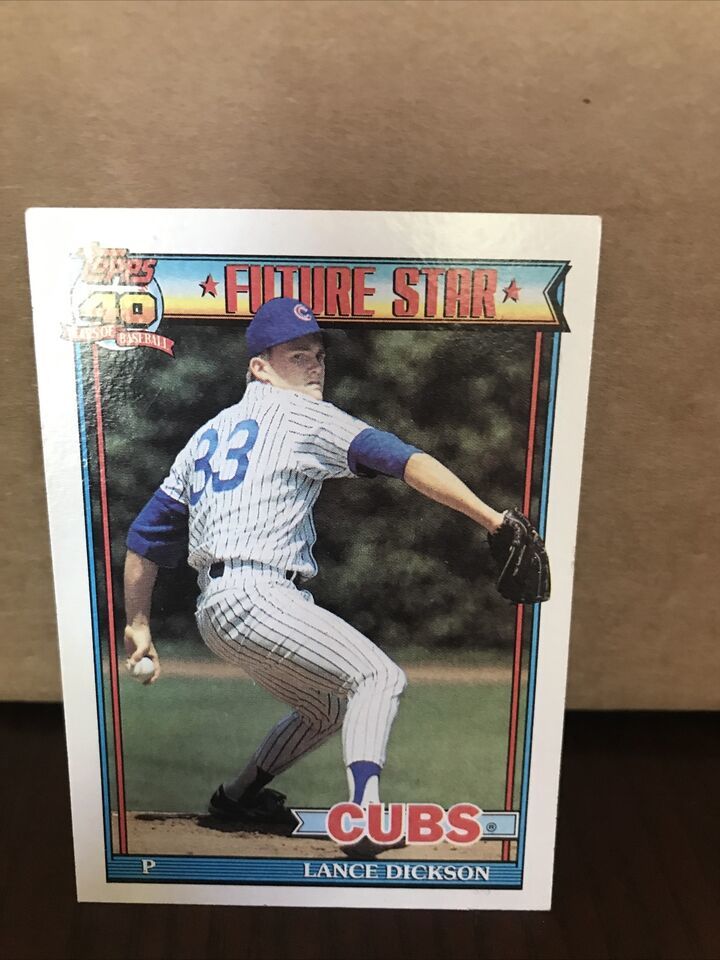 Topps
40
YEARS OF BASEBALL
FUTURE STAR
C
33
CUBS®
P
LANCE DICKSON